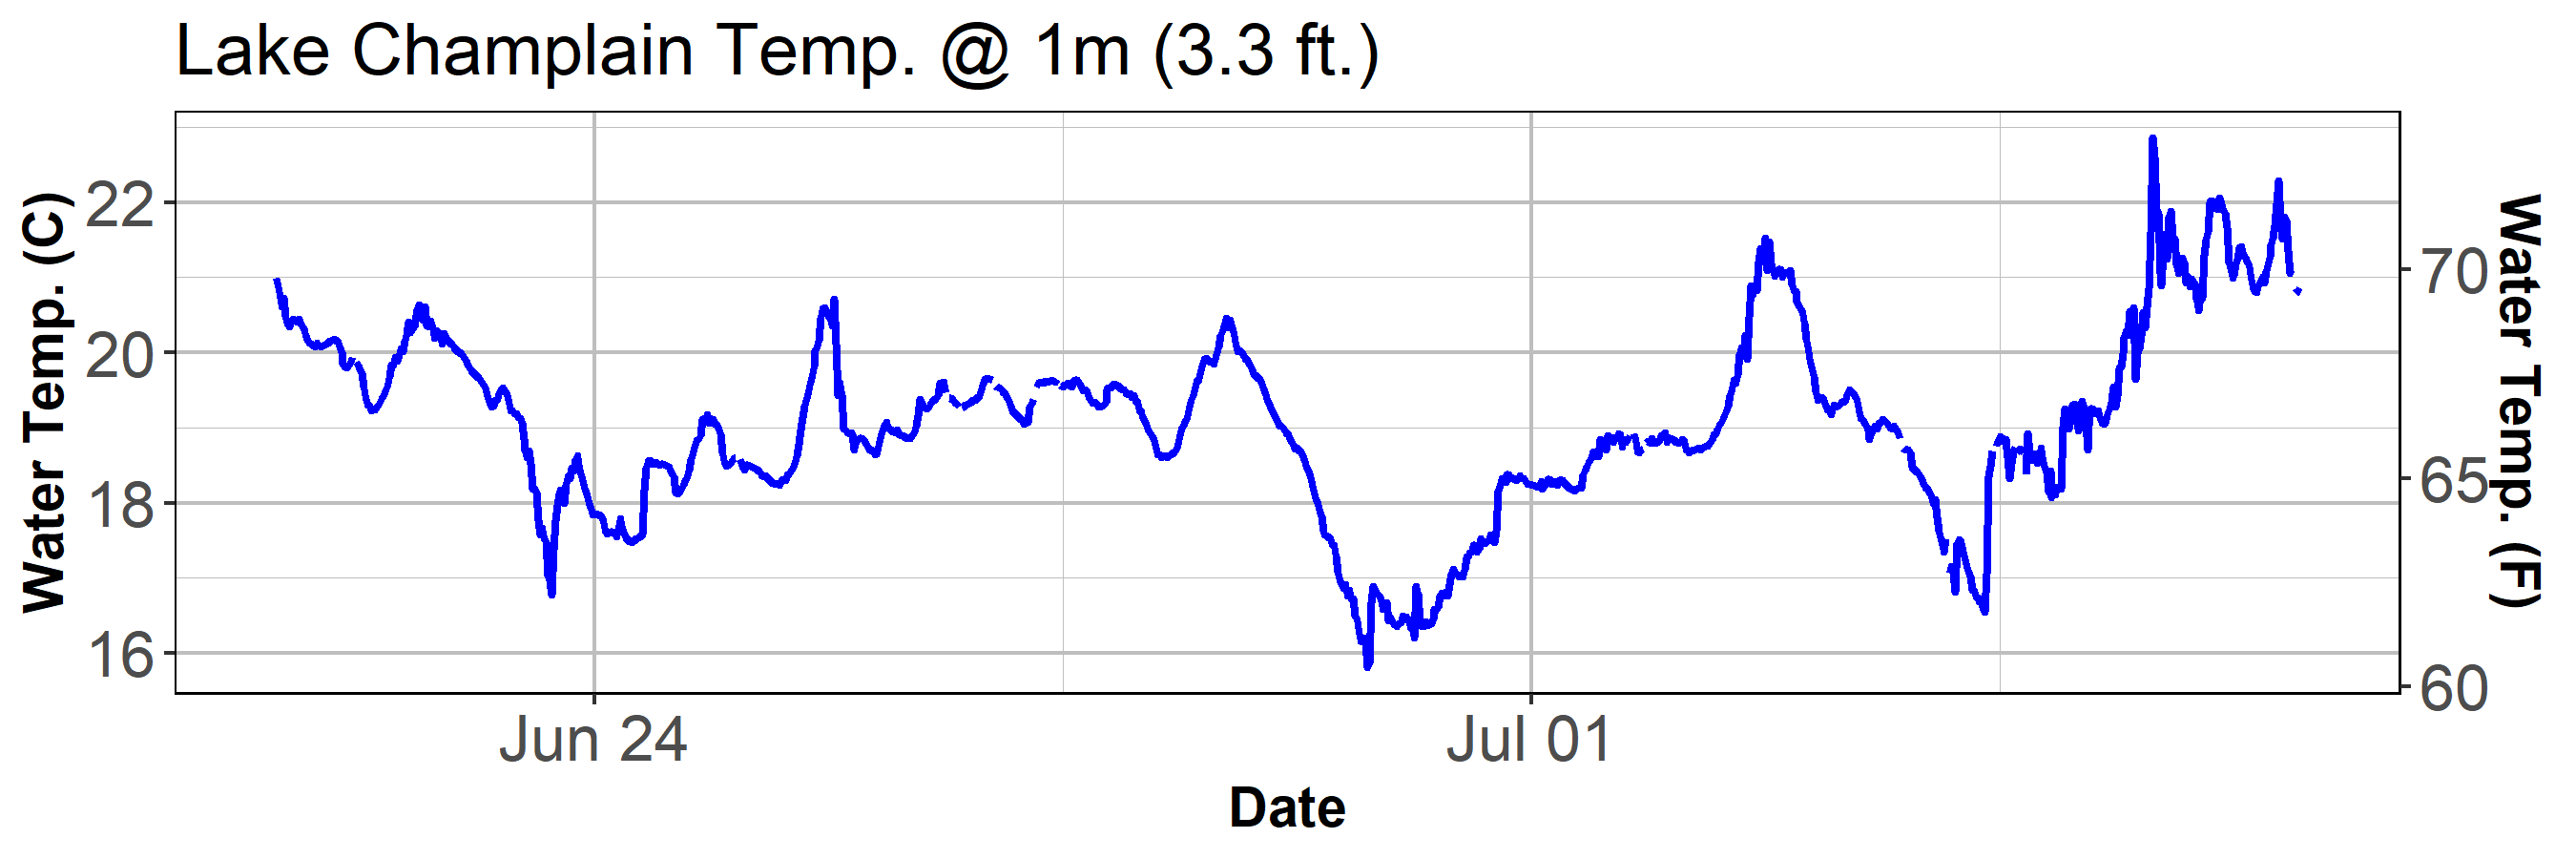 Lake Champlain Temp. @ 1m (3.3 ft.)
Water Temp. (C)
22
20
18
16
Jun 24
Jul 01
Date
70
65
60
Water Temp. (F)